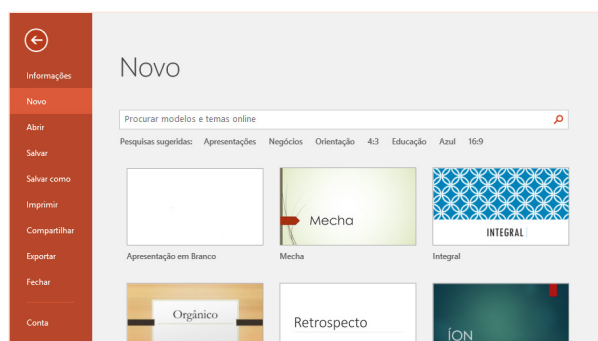 Informações
Novo
Abrir
Salvar
Salvar como
Imprimir
Compartilhar
Exportar
Fechar
Conta
Novo
Procurar modelos e temas online
Pesquisas sugeridas: Apresentações Negócios Orientação 4:3 Educação Azul 16:9
Mecha
INTEGRAL
Apresentação em Branco Mecha Integral
Orgânico
Retrospecto
ÍON